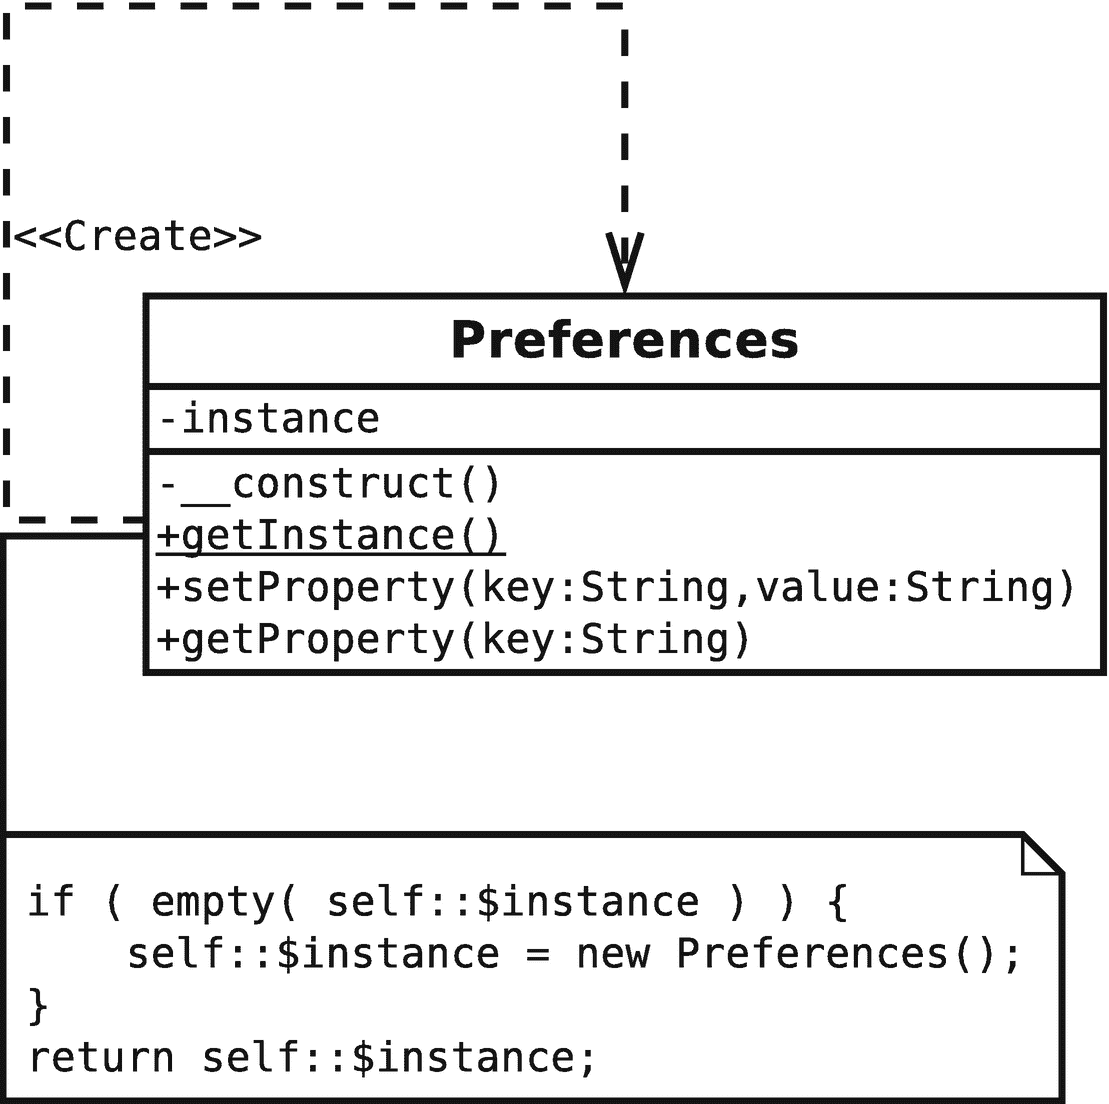 <<Create>>
Preferences
-instance
-__construct()
+getInstance()
+setProperty(key:String,value:String)
+getProperty(key:String)
if ( empty( self::$instance ) ) {
    self::$instance = new Preferences();
}
return self::$instance;